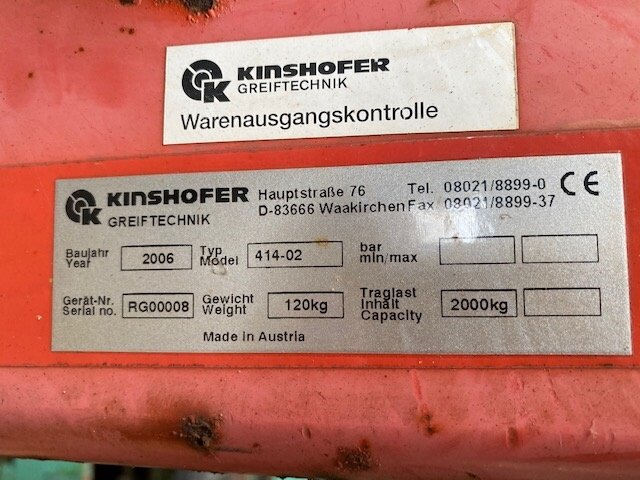 KINSHOFER
GREIFTECHNIK
Warenausgangskontrolle
KINSHOFER
GREIFTECHNIK
Hauptstraße 76 Tel. 08021/8899-0 CE
D-83666 Waakirchen Fax 08021/8899-37
Baujahr Year 2006 Typ Model 414-02 bar min/max
Gerät-Nr. Serial no. RG00008 Gewicht Weight 120kg Traglast Inhalt Capacity 2000kg
Made in Austria